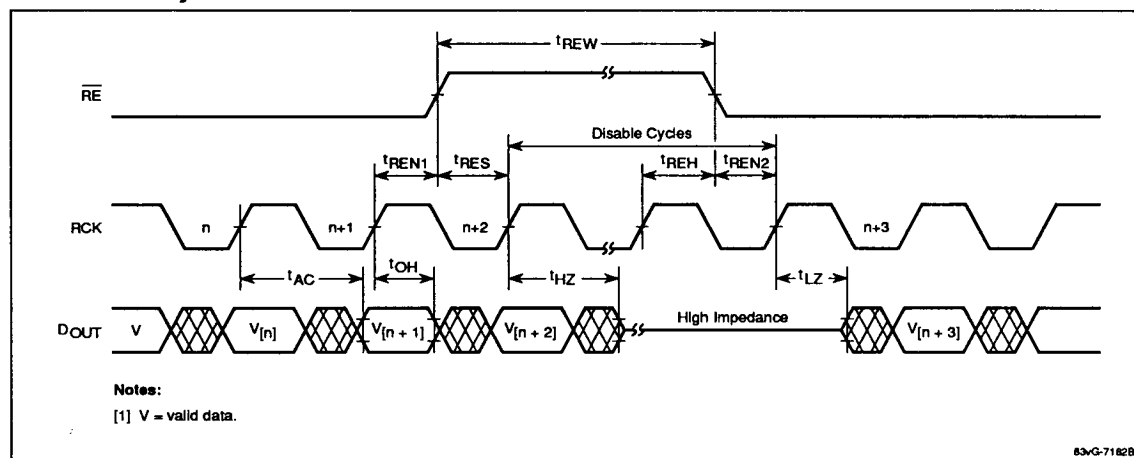 tREW
RE
Disable Cycles
tREN1 tRES tREH tREN2
RCK n n+1 n+2 n+3
tAC tOH tHZ tLZ
DOUT V V[n] V[n + 1] V[n + 2] High Impedance V[n + 3]
Notes:
[1] V = valid data.
83vG-7182B